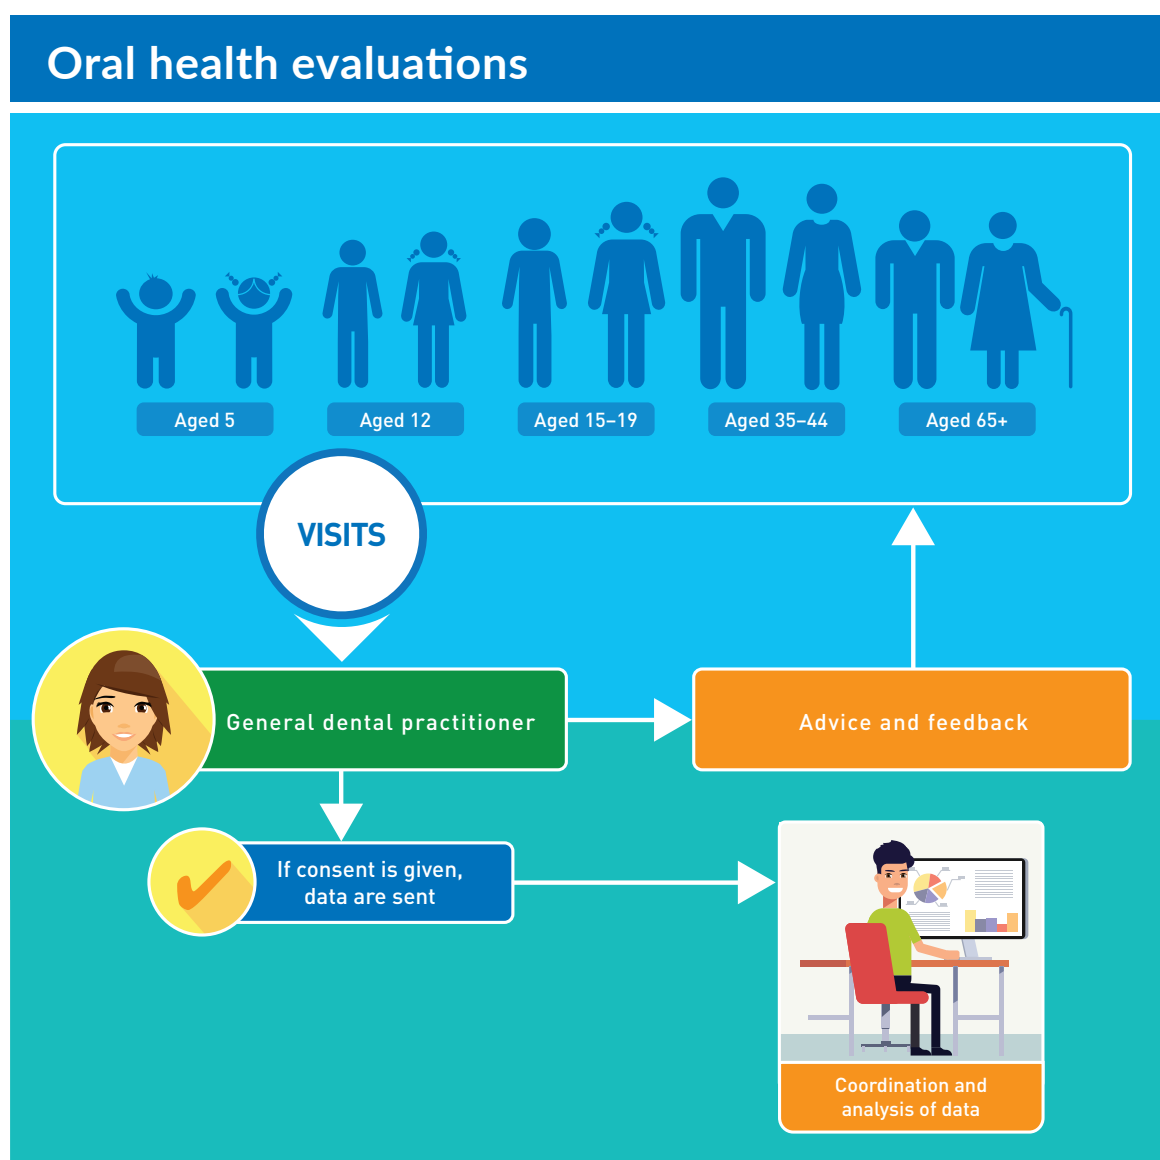 Oral health evaluations
Aged 5
Aged 12
Aged 15–19
Aged 35–44
Aged 65+
VISITS
General dental practitioner
Advice and feedback
If consent is given,
data are sent
Coordination and
analysis of data